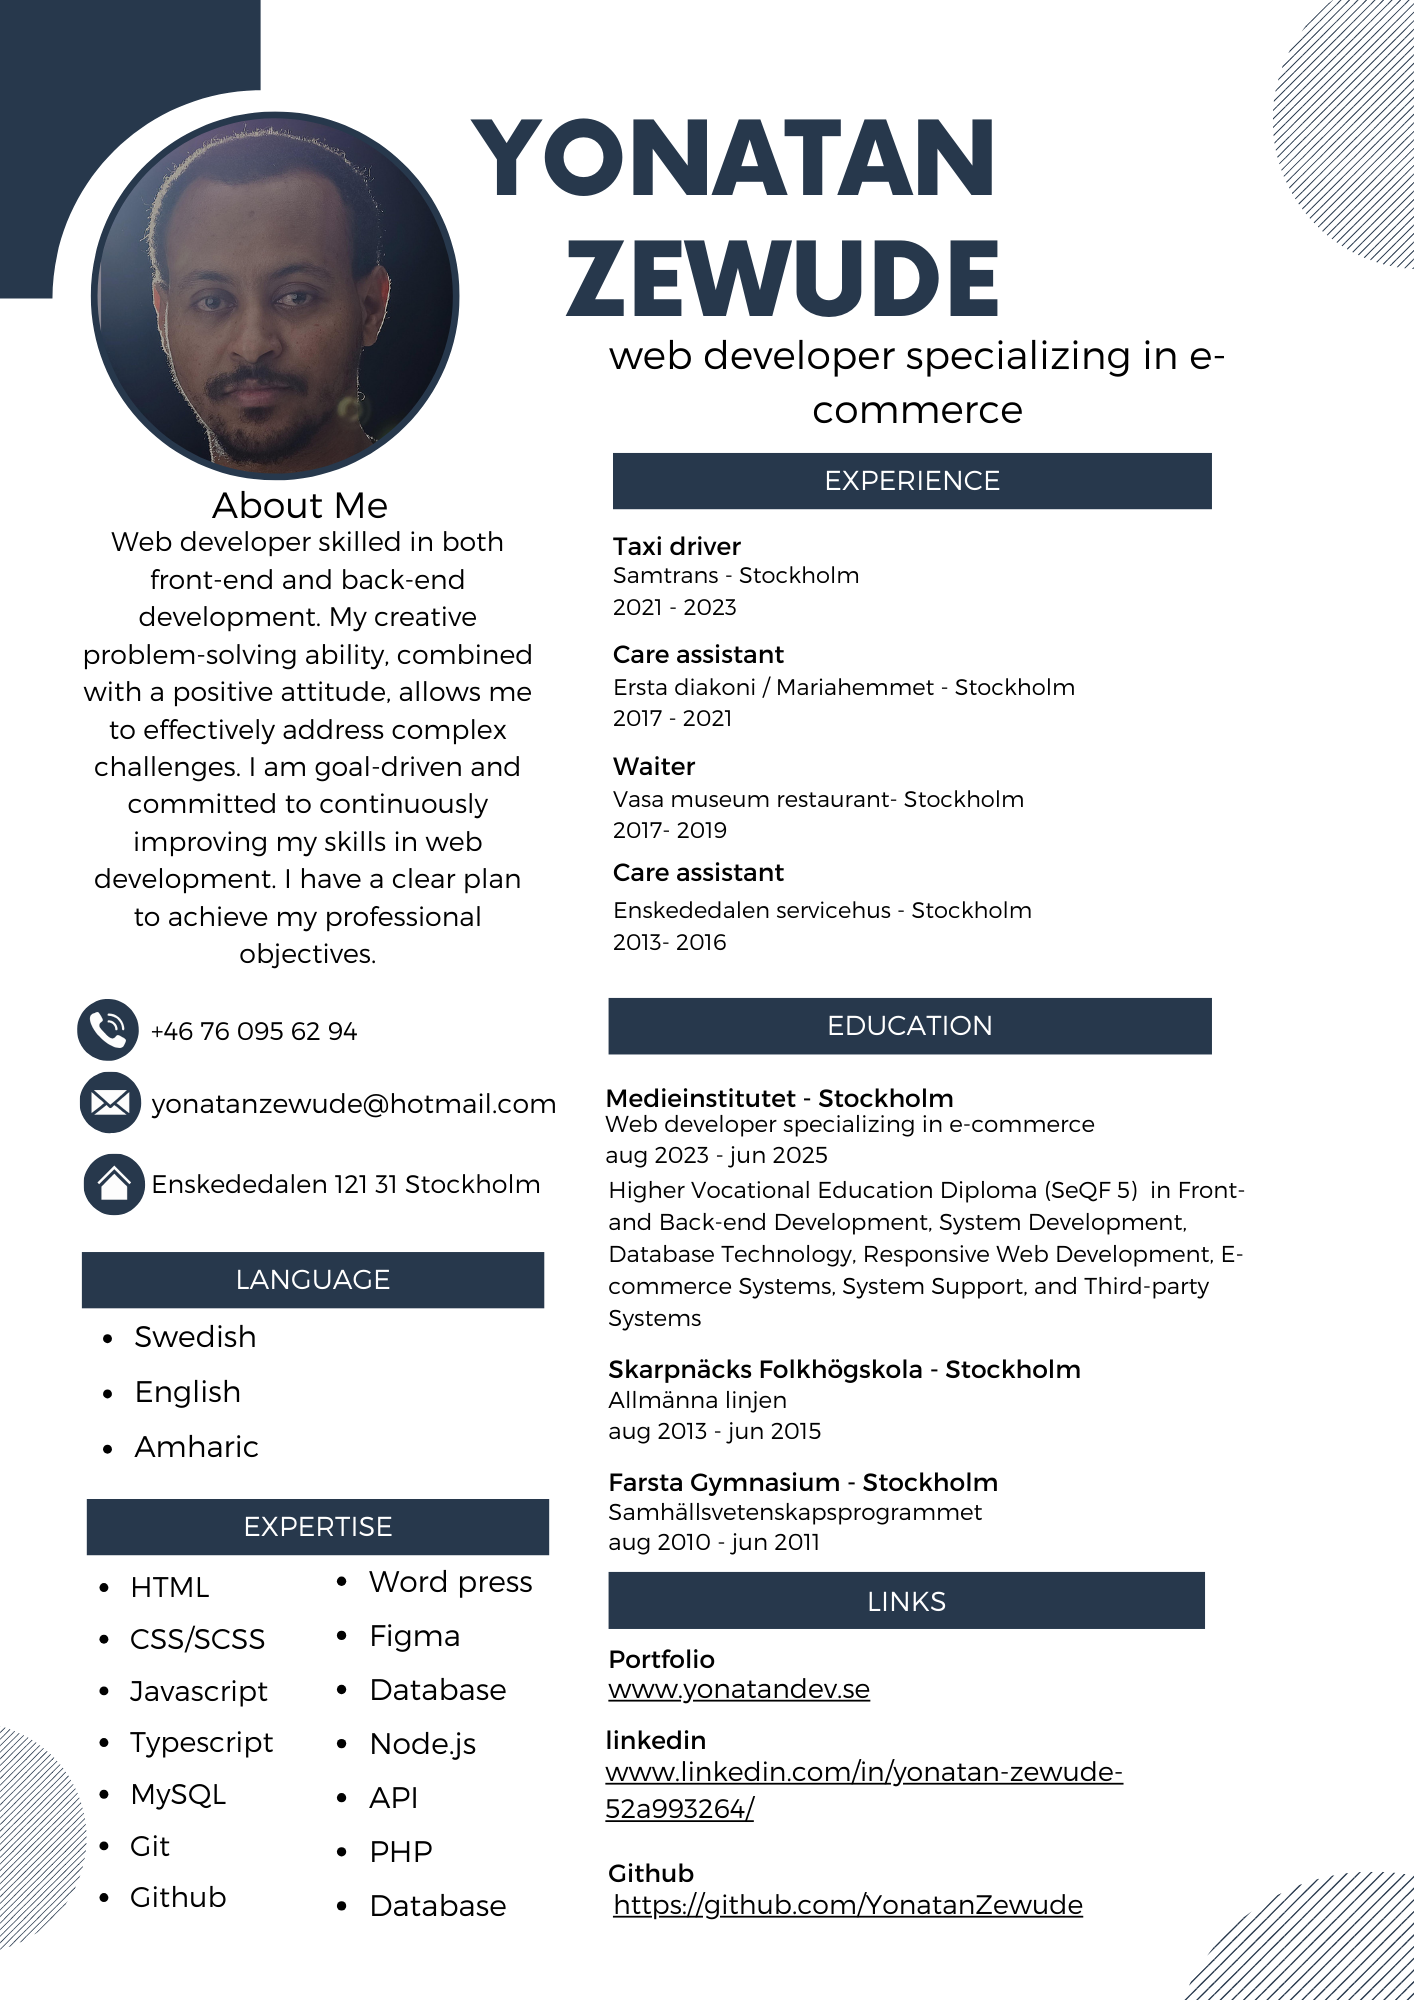 YONATAN
ZEWUDE
web developer specializing in e-
commerce
About Me
Web developer skilled in both
front-end and back-end
development. My creative
problem-solving ability, combined
with a positive attitude, allows me
to effectively address complex
challenges. I am goal-driven and
committed to continuously
improving my skills in web
development. I have a clear plan
to achieve my professional
objectives.
+46 76 095 62 94
yonatanzewude@hotmail.com
Enskededalen 121 31 Stockholm
LANGUAGE
• Swedish
• English
• Amharic
EXPERTISE
• HTML
• CSS/SCSS
• Javascript
• Typescript
• MySQL
• Git
• Github
• Word press
• Figma
• Database
• Node.js
• API
• PHP
• Database
EXPERIENCE
Taxi driver
Samtrans - Stockholm
2021 - 2023
Care assistant
Ersta diakoni / Mariahemmet - Stockholm
2017 - 2021
Waiter
Vasa museum restaurant- Stockholm
2017- 2019
Care assistant
Enskededalen servicehus - Stockholm
2013- 2016
EDUCATION
Medieinstitutet - Stockholm
Web developer specializing in e-commerce
aug 2023 - jun 2025
Higher Vocational Education Diploma (SeQF 5)  in Front-
and Back-end Development, System Development,
Database Technology, Responsive Web Development, E-
commerce Systems, System Support, and Third-party
Systems
Skarpnäcks Folkhögskola - Stockholm
Allmänna linjen
aug 2013 - jun 2015
Farsta Gymnasium - Stockholm
Samhällsvetenskapsprogrammet
aug 2010 - jun 2011
LINKS
Portfolio
www.yonatandev.se
linkedin
www.linkedin.com/in/yonatan-zewude-
52a993264/
Github
https://github.com/YonatanZewude